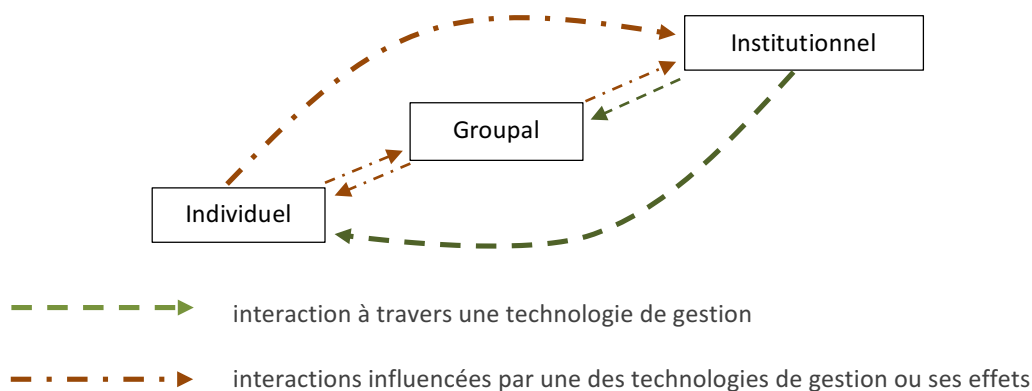 Institutionnel
Groupal
Individuel
interaction à travers une technologie de gestion
interactions influencées par une des technologies de gestion ou ses effets